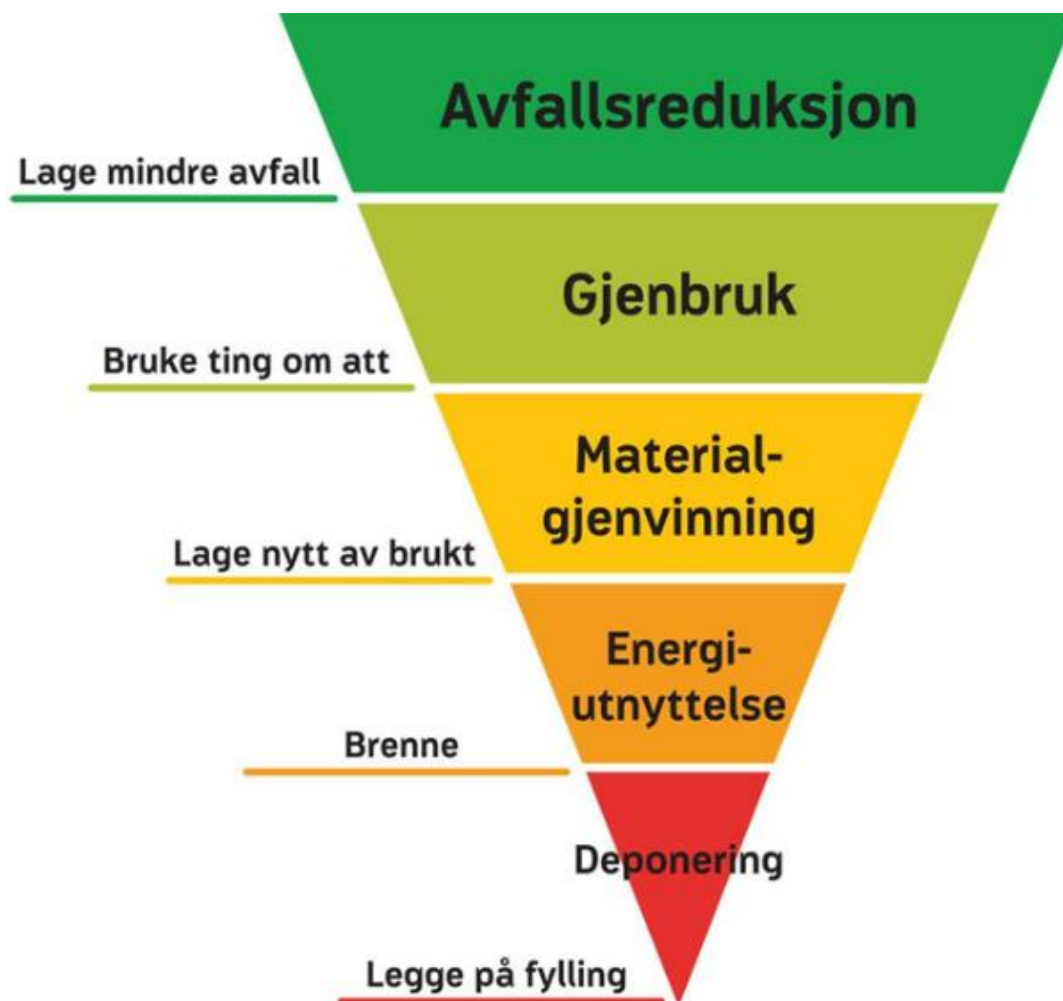 Avfallsreduksjon
Lage mindre avfall
Gjenbruk
Bruke ting om att
Material-
gjenvinning
Lage nytt av brukt
Energi-
utnyttelse
Brenne
Deponering
Legge på fylling